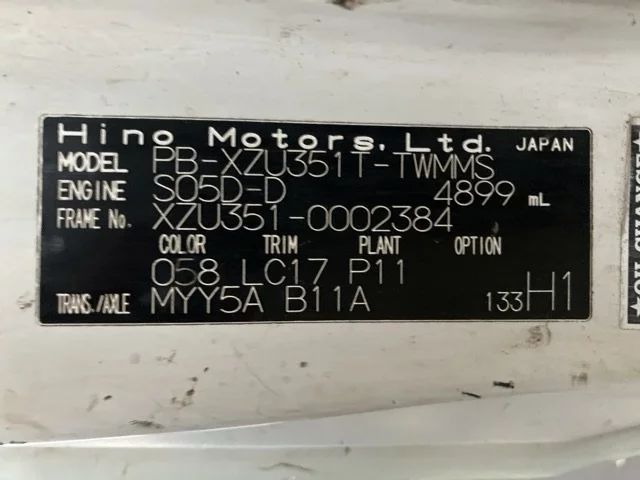 Hino Motors, Ltd. JAPAN
MODEL PB-XZU351T-TWMMS
ENGINE S05D-D 4899 mL
FRAME No. XZU351-0002384
COLOR TRIM PLANT OPTION
058 LC17 P11
TRANS./AXLE MYY5A B11A 133H1